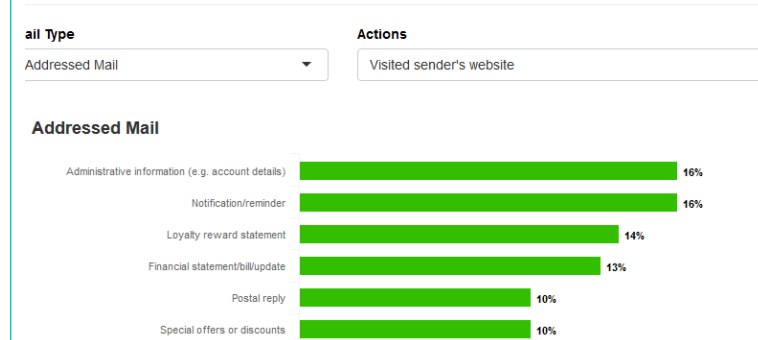 ail Type
Actions
Addressed Mail
Visited sender's website
Addressed Mail
Administrative information (e.g. account details) 16%
Notification/reminder 16%
Loyalty reward statement 14%
Financial statement/bill/update 13%
Postal reply 10%
Special offers or discounts 10%